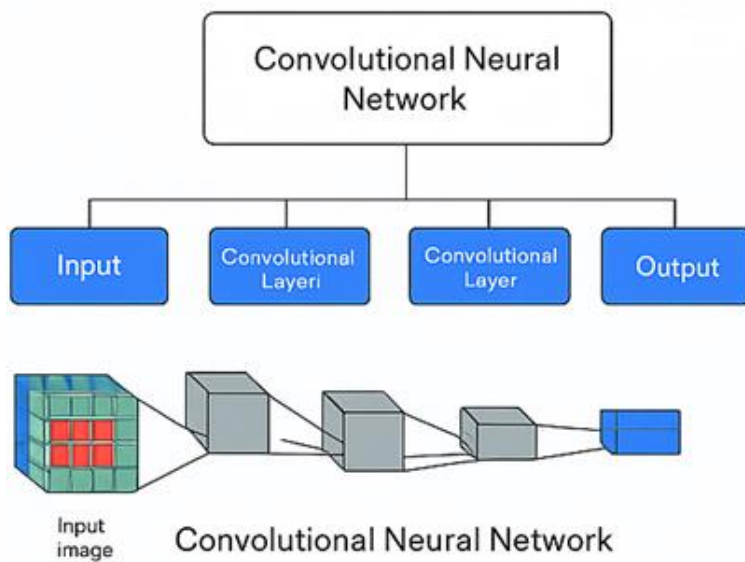 Convolutional Neural
Network
Input
Convolutional
Layeri
Convolutional
Layer
Output
Input
image
Convolutional Neural Network